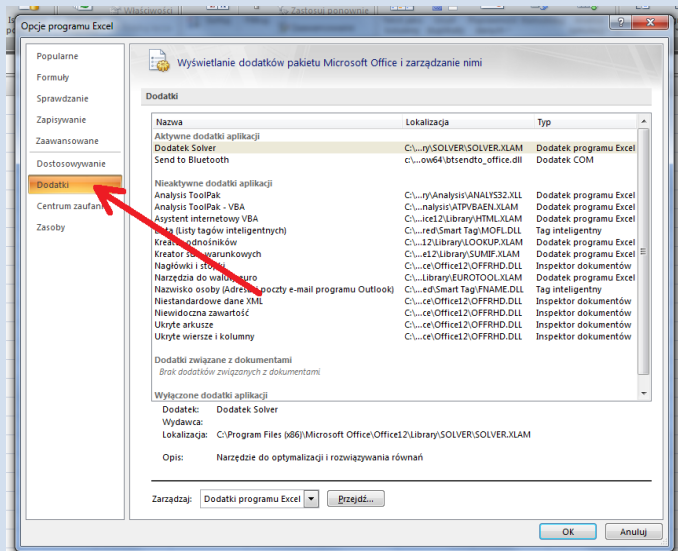 Właściwości
Zastosuj ponownie
Opcje programu Excel
Popularne
Formuły
Sprawdzanie
Zapisywanie
Zaawansowane
Dostosowywanie
Dodatki
Centrum zaufania
Zasoby
Wyświetlanie dodatków pakietu Microsoft Office i zarządzanie nimi
Dodatki
Nazwa Lokalizacja Typ
Aktywne dodatki aplikacji
Dodatek Solver C:\...ry\SOLVER\SOLVER.XLAM Dodatek programu Excel
Send to Bluetooth c:\...ow64\btsendto_office.dll Dodatek COM
Nieaktywne dodatki aplikacji
Analysis ToolPak C:\...ry\Analysis\ANALYS32.XLL Dodatek programu Excel
Analysis ToolPak - VBA C:\...nalysis\ATPVBAEN.XLAM Dodatek programu Excel
Asystent internetowy VBA C:\...ice12\Library\HTML.XLAM Dodatek programu Excel
(Listy tagów inteligentnych) C:\...red\Smart Tag\MOFL.DLL Tag inteligentny
Kreator odnośników C:\...12\Library\LOOKUP.XLAM Dodatek programu Excel
Kreator sum warunkowych C:\...e12\Library\SUMIF.XLAM Dodatek programu Excel
Nagłówki i stopki C:\...ce\Office12\OFFRHD.DLL Inspektor dokumentów
Narzędzia do waluty euro C:\...Library\EUROTOOL.XLAM Dodatek programu Excel
Nazwisko osoby (Adresaci poczty e-mail programu Outlook) C:\...ed\Smart Tag\FNAME.DLL Tag inteligentny
Niestandardowe dane XML C:\...ce\Office12\OFFRHD.DLL Inspektor dokumentów
Niewidoczna zawartość C:\...ce\Office12\OFFRHD.DLL Inspektor dokumentów
Ukryte arkusze C:\...ce\Office12\OFFRHD.DLL Inspektor dokumentów
Ukryte wiersze i kolumny C:\...ce\Office12\OFFRHD.DLL Inspektor dokumentów
Dodatki związane z dokumentami
Brak dodatków związanych z dokumentami
Wyłączone dodatki aplikacji
Dodatek: Dodatek Solver
Wydawca:
Lokalizacja: C:\Program Files (x86)\Microsoft Office\Office12\Library\SOLVER\SOLVER.XLAM
Opis: Narzędzie do optymalizacji i rozwiązywania równań
Zarządzaj: Dodatki programu Excel Przejdź...
OK Anuluj